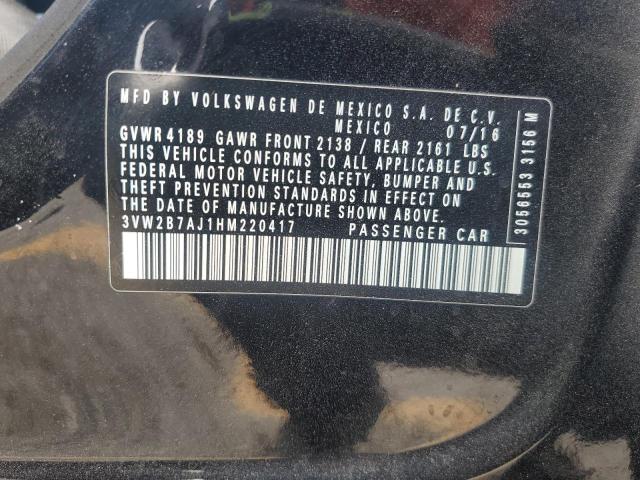 MFD BY VOLKSWAGEN DE MEXICO S.A. DE C.V.
MEXICO 07/16
GVWR 4189 GAWR FRONT 2138 / REAR 2161 LBS
THIS VEHICLE CONFORMS TO ALL APPLICABLE U.S.
FEDERAL MOTOR VEHICLE SAFETY, BUMPER AND
THEFT PREVENTION STANDARDS IN EFFECT ON
THE DATE OF MANUFACTURE SHOWN ABOVE.
3VW2B7AJ1HM220417 PASSENGER CAR
3056553 3156 M